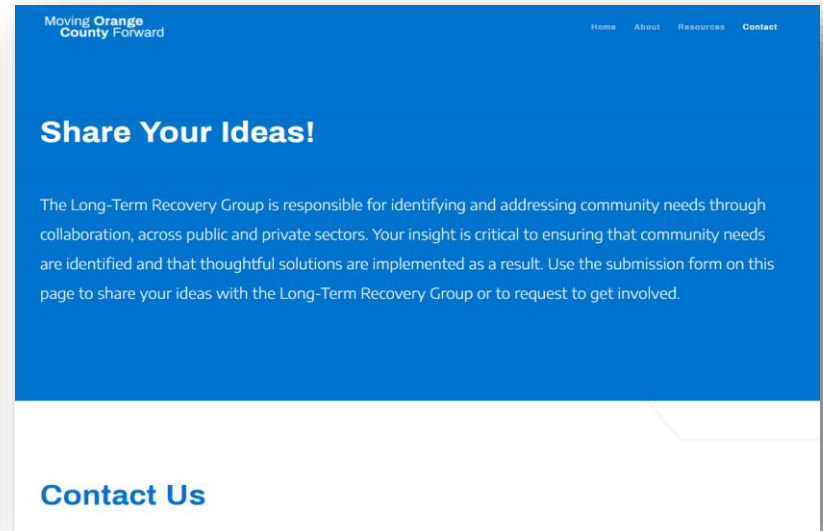 Moving Orange
County Forward
Home About Resources Contact
Share Your Ideas!
The Long-Term Recovery Group is responsible for identifying and addressing community needs through
collaboration, across public and private sectors. Your insight is critical to ensuring that community needs
are identified and that thoughtful solutions are implemented as a result. Use the submission form on this
page to share your ideas with the Long-Term Recovery Group or to request to get involved.
Contact Us